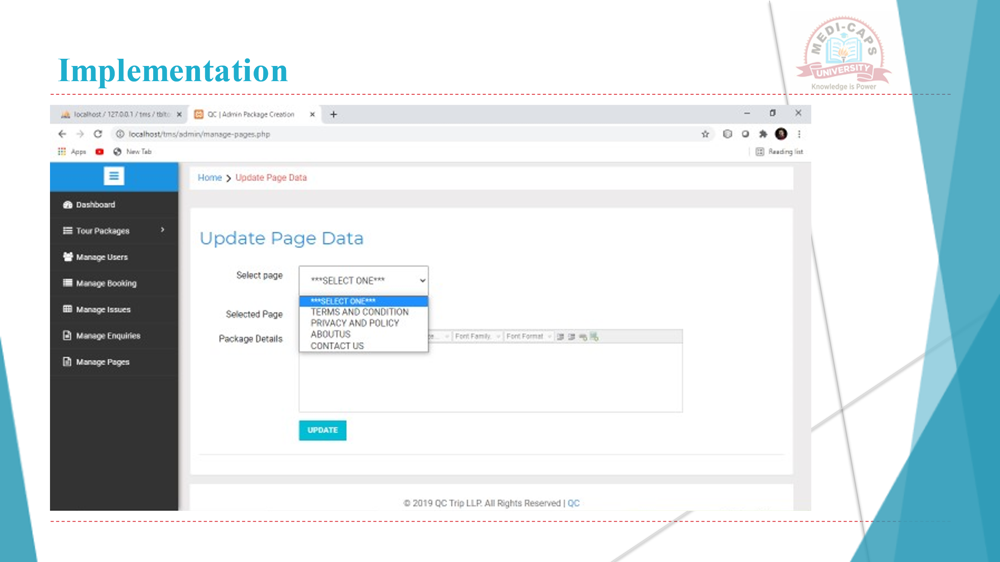 MEDI-CAPS
UNIVERSITY
Knowledge is Power
Implementation
localhost / 127.0.0.1 / tms / tblto
QC | Admin Package Creation
localhost/tms/admin/manage-pages.php
Apps
New Tab
Reading list
Home > Update Page Data
Dashboard
Tour Packages
Manage Users
Manage Booking
Manage Issues
Manage Enquiries
Manage Pages
Update Page Data
Select page
***SELECT ONE***
***SELECT ONE***
TERMS AND CONDITION
PRIVACY AND POLICY
ABOUTUS
CONTACT US
Selected Page
Package Details
Font Family.
Font Format
UPDATE
© 2019 QC Trip LLP. All Rights Reserved | QC